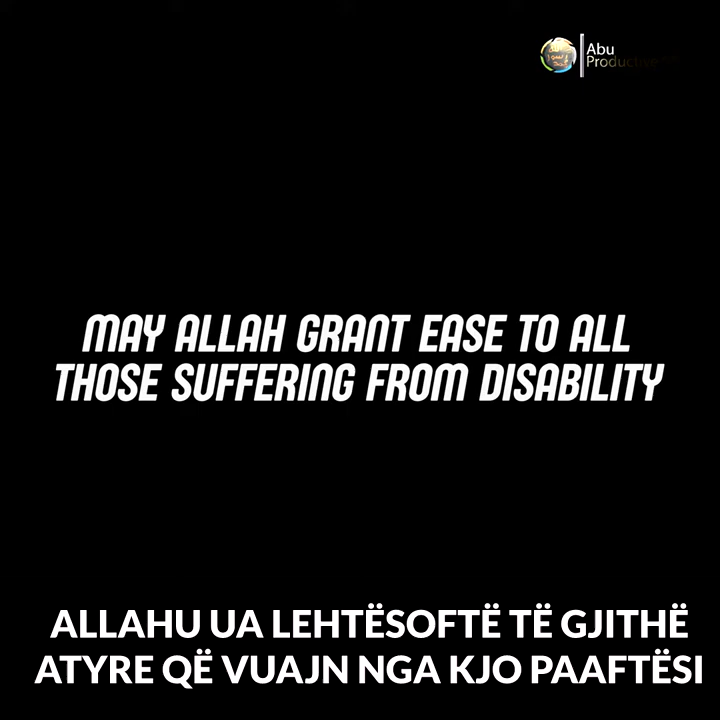 Abu
Productive
MAY ALLAH GRANT EASE TO ALL
THOSE SUFFERING FROM DISABILITY
ALLAHU UA LEHTËSOFTË TË GJITHË
ATYRE QË VUAJN NGA KJO PAAFTËSI